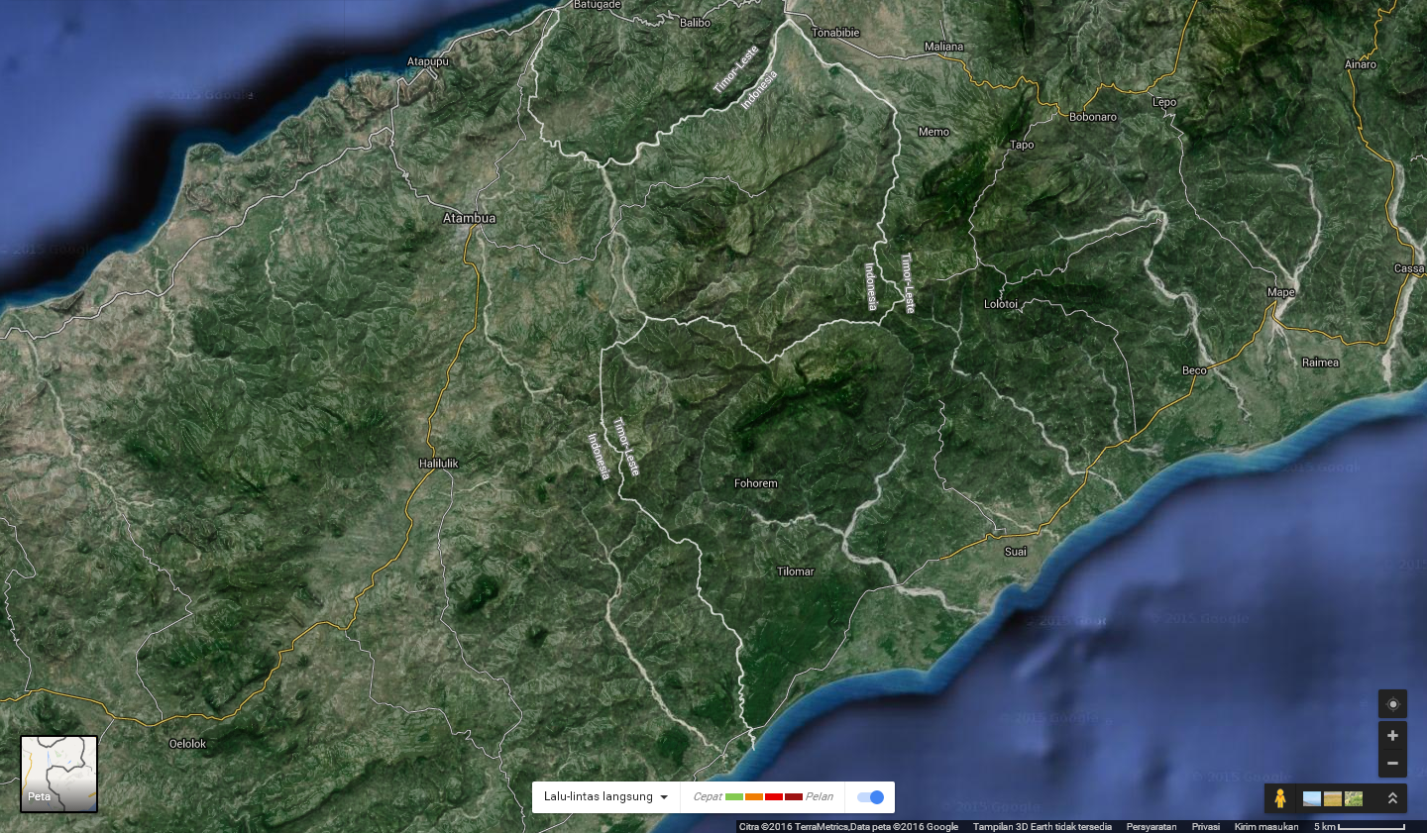 Batugade
Balibo
Tonabibie
Maliana
Atapupu
Ainaro
Timor-Leste
Indonesia
Lepo
Bobonaro
Memo
Tapo
Atambua
Timor-Leste
Indonesia
Cassa
Mape
Lolotoi
Raimea
Beco
Timor-Leste
Indonesia
Halilulik
Fohorem
Suai
Tilomar
Oelolok
Peta
Lalu-lintas langsung
Cepat
Pelan
Citra ©2016 TerraMetrics,Data peta ©2016 Google
Tampilan 3D Earth tidak tersedia
Persyaratan
Privasi
Kirim masukan
5 km